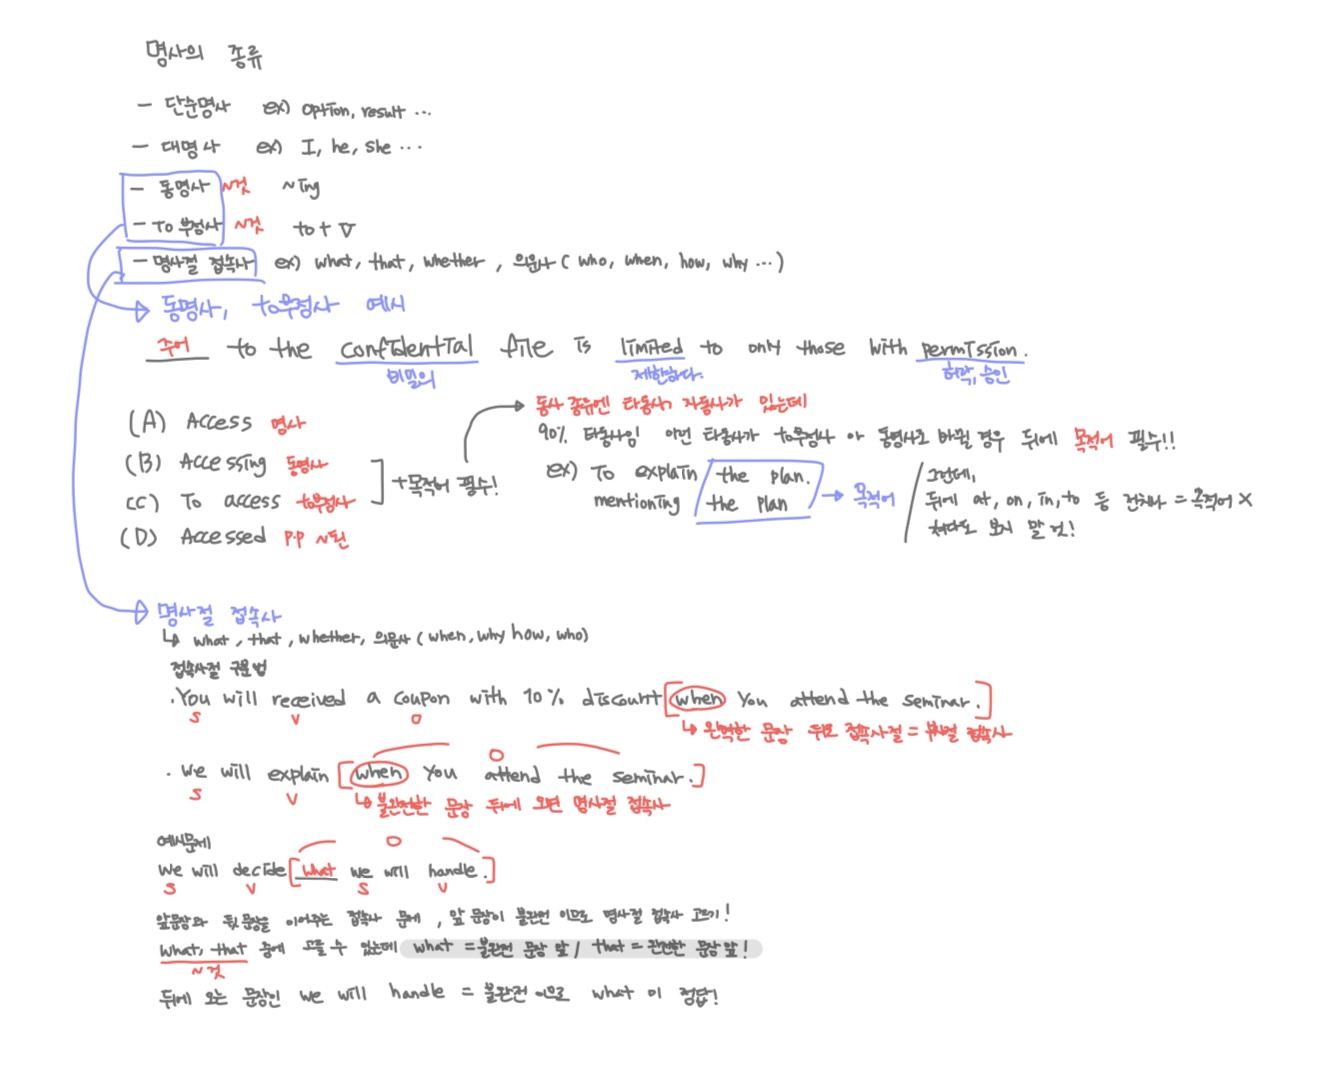 명사의 종류
- 단순명사 ex) option, result ...
- 대명사 ex) I, he, she ...
- 동명사 ~것 ~ing
- to 부정사 ~것 to + V
- 명사절 접속사 ex) what, that, whether, 의문사 ( who, when, how, why ... )
동명사, to부정사 예시
주어 to the confidential file is limited to only those with permission.
비밀의 제한하다. 허락, 승인
(A) Access 명사
(B) Accessing 동명사
(C) To access to부정사
(D) Accessed p.p ~된
+목적어 필수!
동사 종류엔 타동사, 자동사가 있는데
90% 타동사임 이런 타동사가 to부정사 아 동명사로 바뀔 경우 뒤에 목적어 필수!!
ex) To explain the plan.
mentioning the plan
목적어
그런데,
뒤에 at, on, in, to 등 전치사 = 목적어 X
쳐다도 보지 말 것!
명사절 접속사
↳ what, that, whether, 의문사 ( when, why how, who)
접속사절 구분법
. You will received a coupon with 10% discount [when you attend the seminar.]
S V O
↳ 완벽한 문장 뒤로 접속사절 = 부사절 접속사
O
. We will explain [when you attend the seminar.]
S V
↳ 불완전한 문장 뒤에 오면 명사절 접속사
예시문제
O
We will decide [what we will handle.]
S V S V
앞문장과 뒷문장을 이어주는 접속사 문제, 앞 문장이 불완전 이므로 명사절 접속사 고르기!
What, that 중에 고를 수 있는데 what = 불완전 문장 앞 / that = 완전한 문장 앞!
~것
뒤에 오는 문장인 we will handle = 불완전 이므로 what 이 정답!